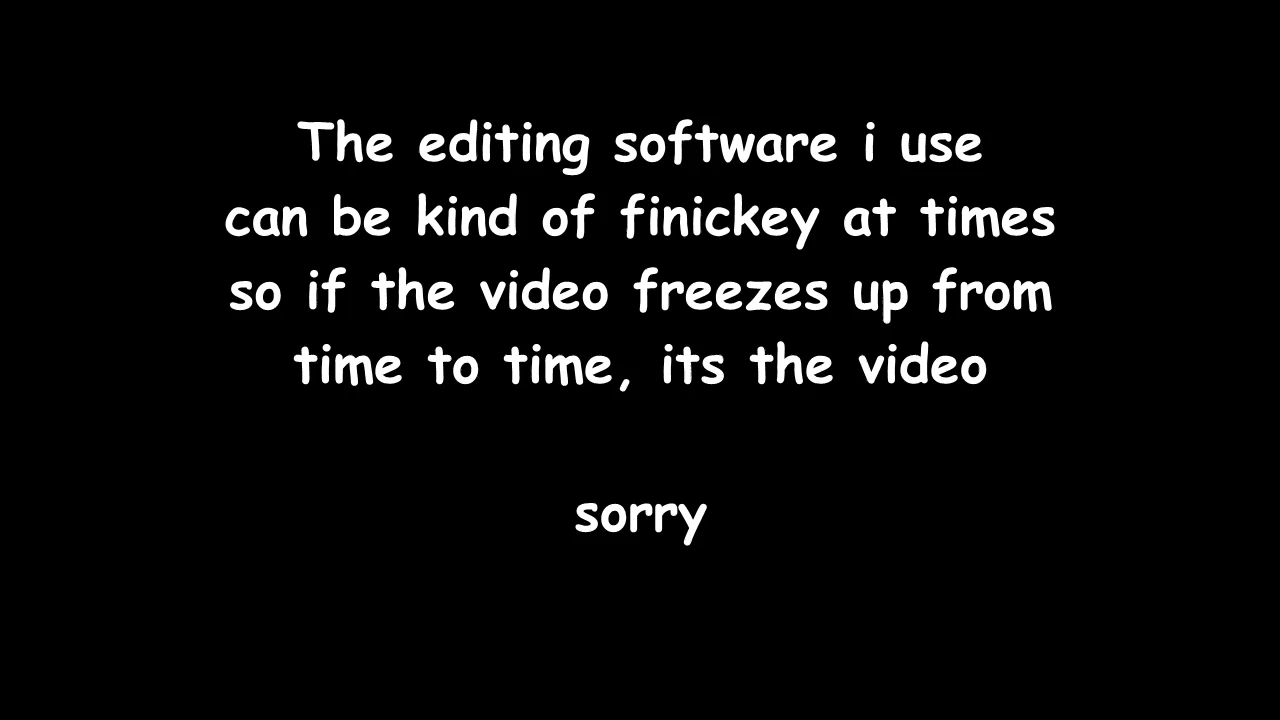 The editing software i use
can be kind of finickey at times
so if the video freezes up from
time to time, its the video
sorry